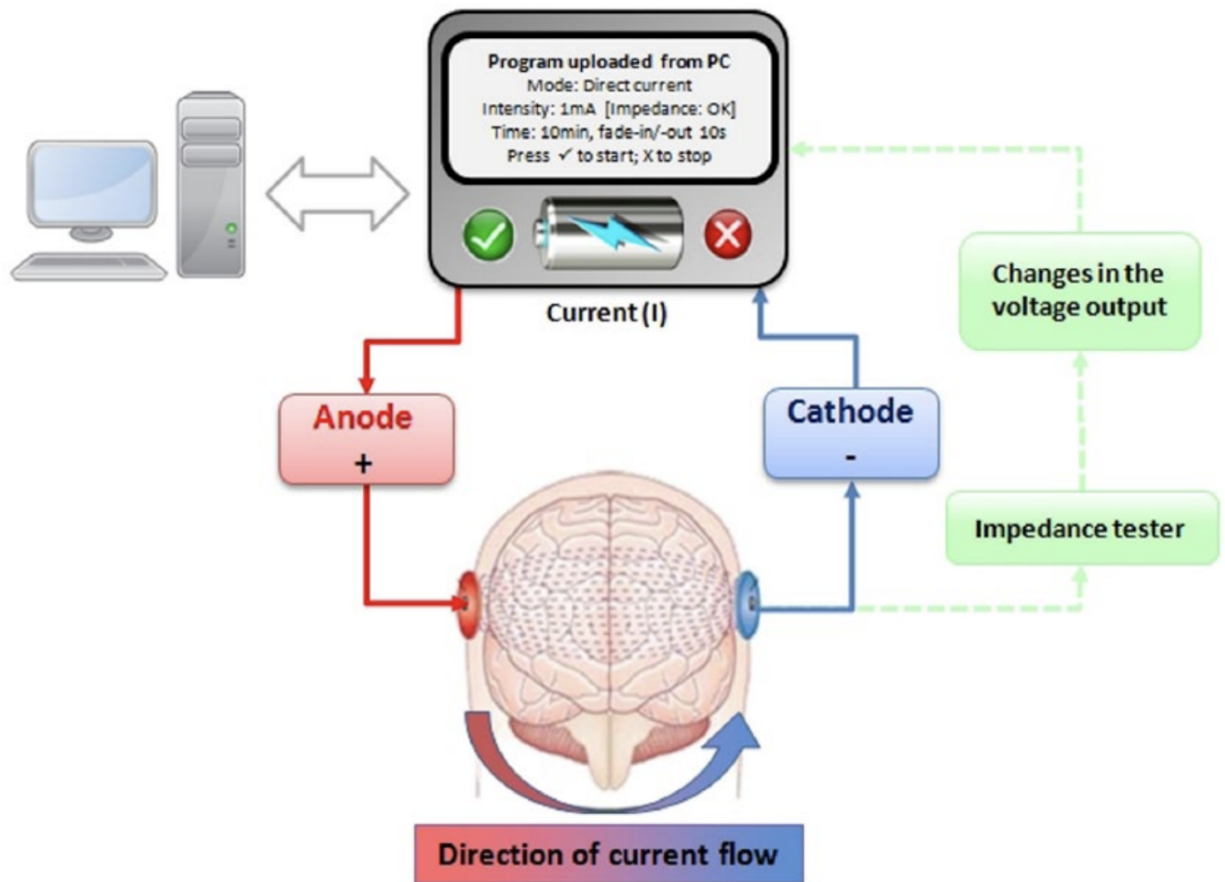 Program uploaded from PC
Mode: Direct current
Intensity: 1mA [Impedance: OK]
Time: 10min, fade-in/-out 10s
Press ✓ to start; X to stop
Current (I)
Anode
+
Cathode
-
Changes in the
voltage output
Impedance tester
Direction of current flow